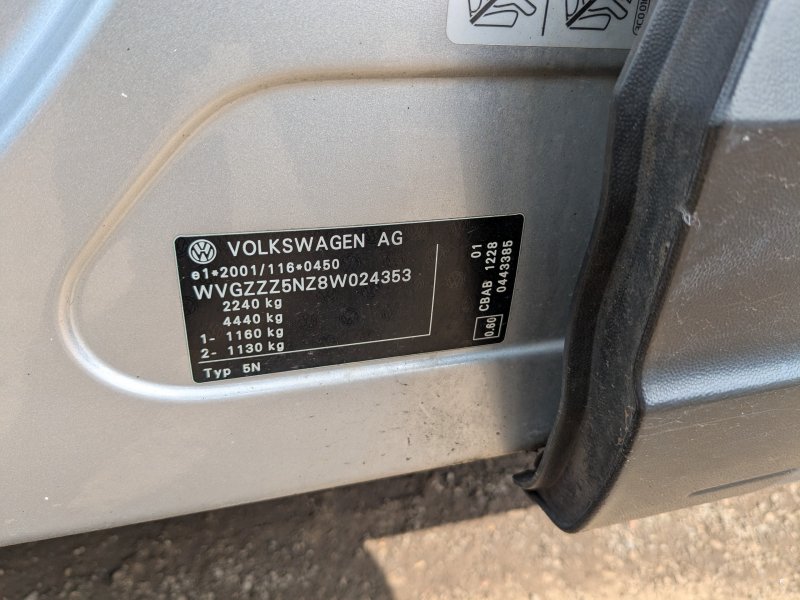 VOLKSWAGEN AG
e1*2001/116*0450
WVGZZZ5NZ8W024353
2240 kg
4440 kg
1- 1160 kg
2- 1130 kg
Typ 5N
0.60
CBAB 1228
01
0443385